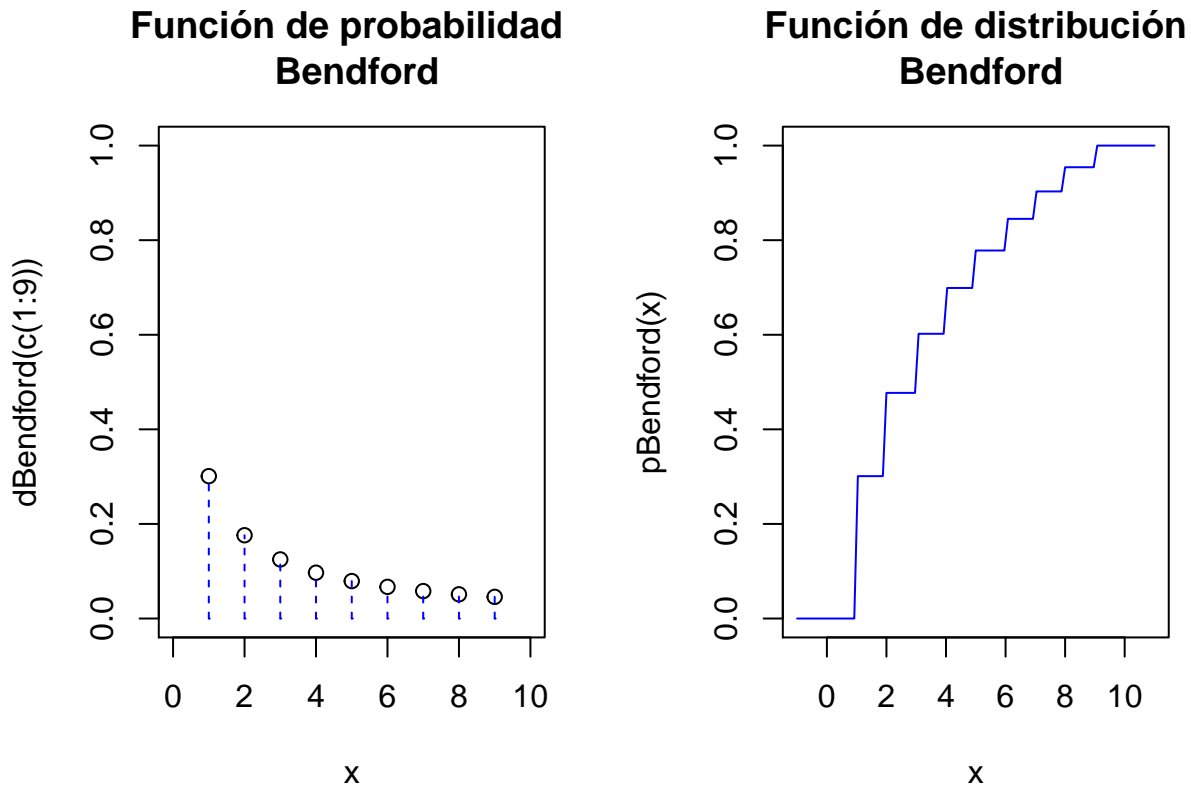 Función de probabilidad
Bendford
dBendford(c(1:9))
1.0
0.8
0.6
0.4
0.2
0.0
0 2 4 6 8 10
x
Función de distribución
Bendford
pBendford(x)
1.0
0.8
0.6
0.4
0.2
0.0
0 2 4 6 8 10
x